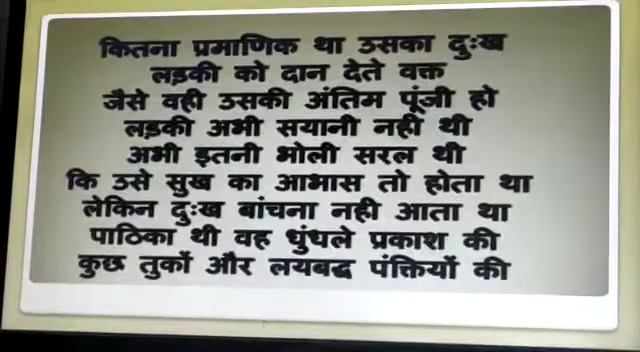 कितना प्रमाणिक था उसका दुःख
लड़की को दान देते वक्त
जैसे वही उसकी अंतिम पूंजी हो
लड़की अभी सयानी नही थी
अभी इतनी भोली सरल थी
कि उसे सुख का आभास तो होता था
लेकिन दुःख बांचना नही आता था
पाठिका थी वह धुंधले प्रकाश की
कुछ तुकों और लयबद्ध पंक्तियों की